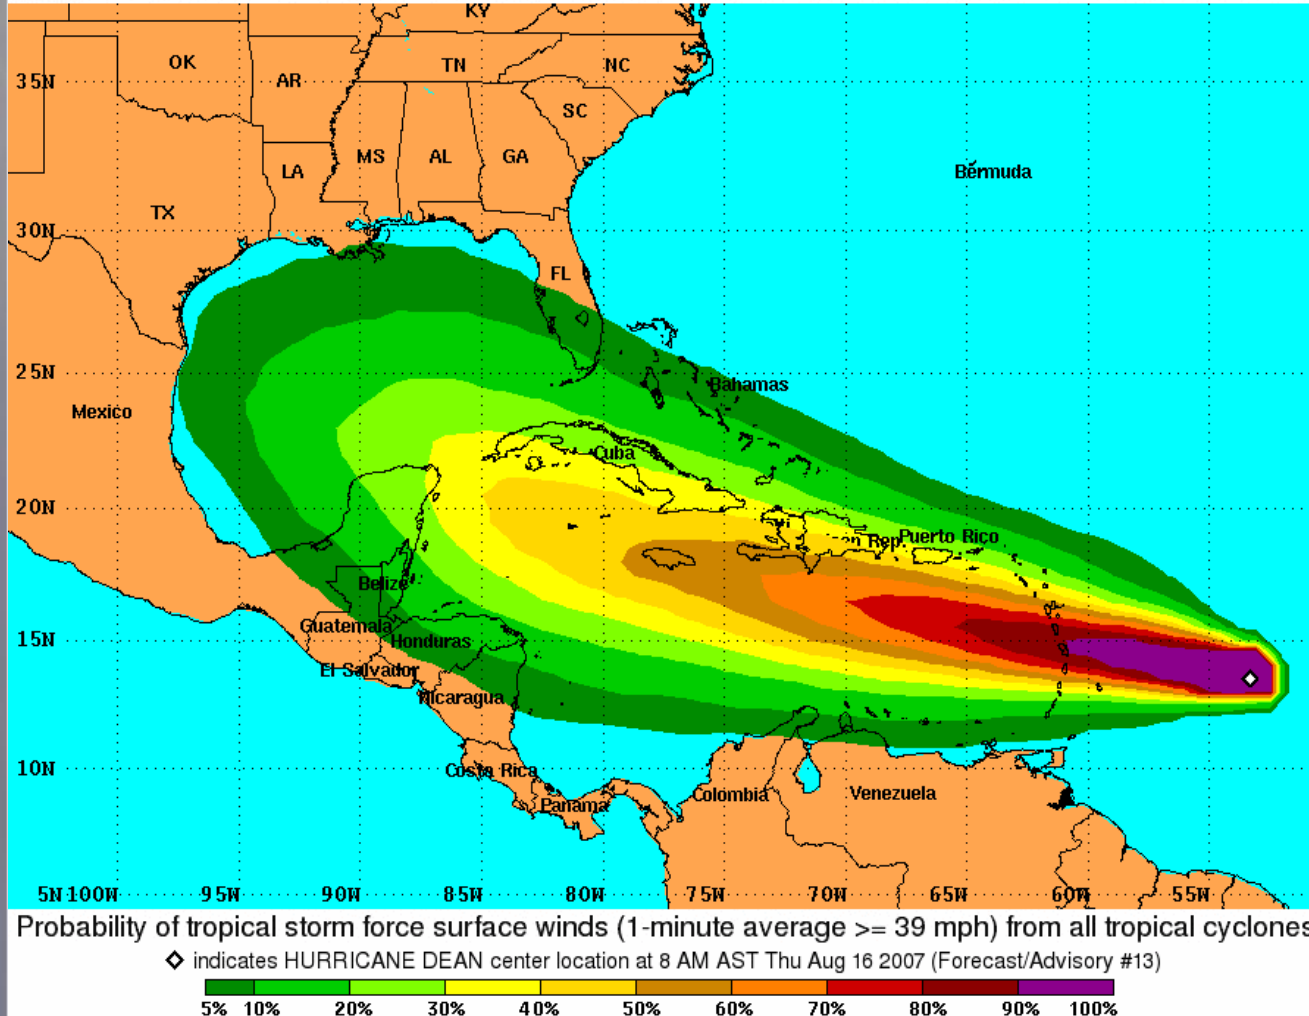 KY
OK
TN
NC
35N
AR
SC
MS
AL
GA
LA
Bermuda
TX
30N
FL
25N
Bahamas
Mexico
Cuba
20N
Puerto Rico
Rep
Belize
Guatemala
15N
Honduras
El Salvador
Nicaragua
10N
Costa Rica
Panama
Colombia
Venezuela
5N 100W 95W 90W 85W 80W 75W 70W 65W 60W 55W
Probability of tropical storm force surface winds (1-minute average >= 39 mph) from all tropical cyclones
indicates HURRICANE DEAN center location at 8 AM AST Thu Aug 16 2007 (Forecast/Advisory #13)
5% 10% 20% 30% 40% 50% 60% 70% 80% 90% 100%